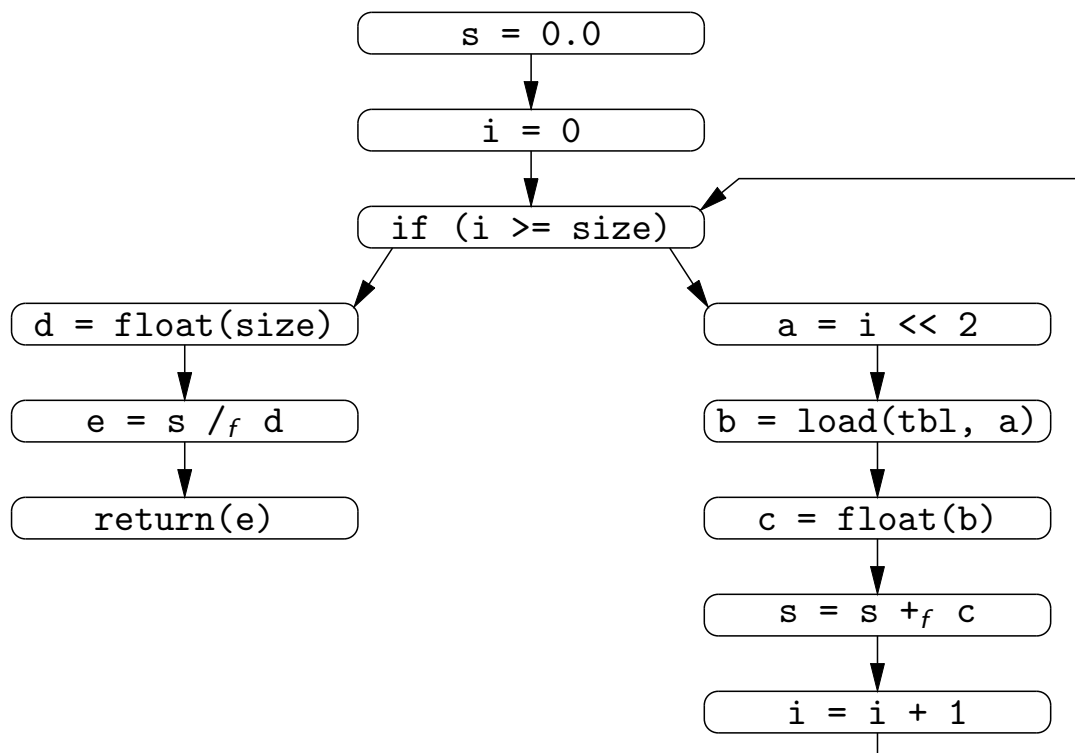 s = 0.0
i = 0
if (i >= size)
d = float(size)
e = s /f d
return(e)
a = i << 2
b = load(tbl, a)
c = float(b)
s = s +f c
i = i + 1